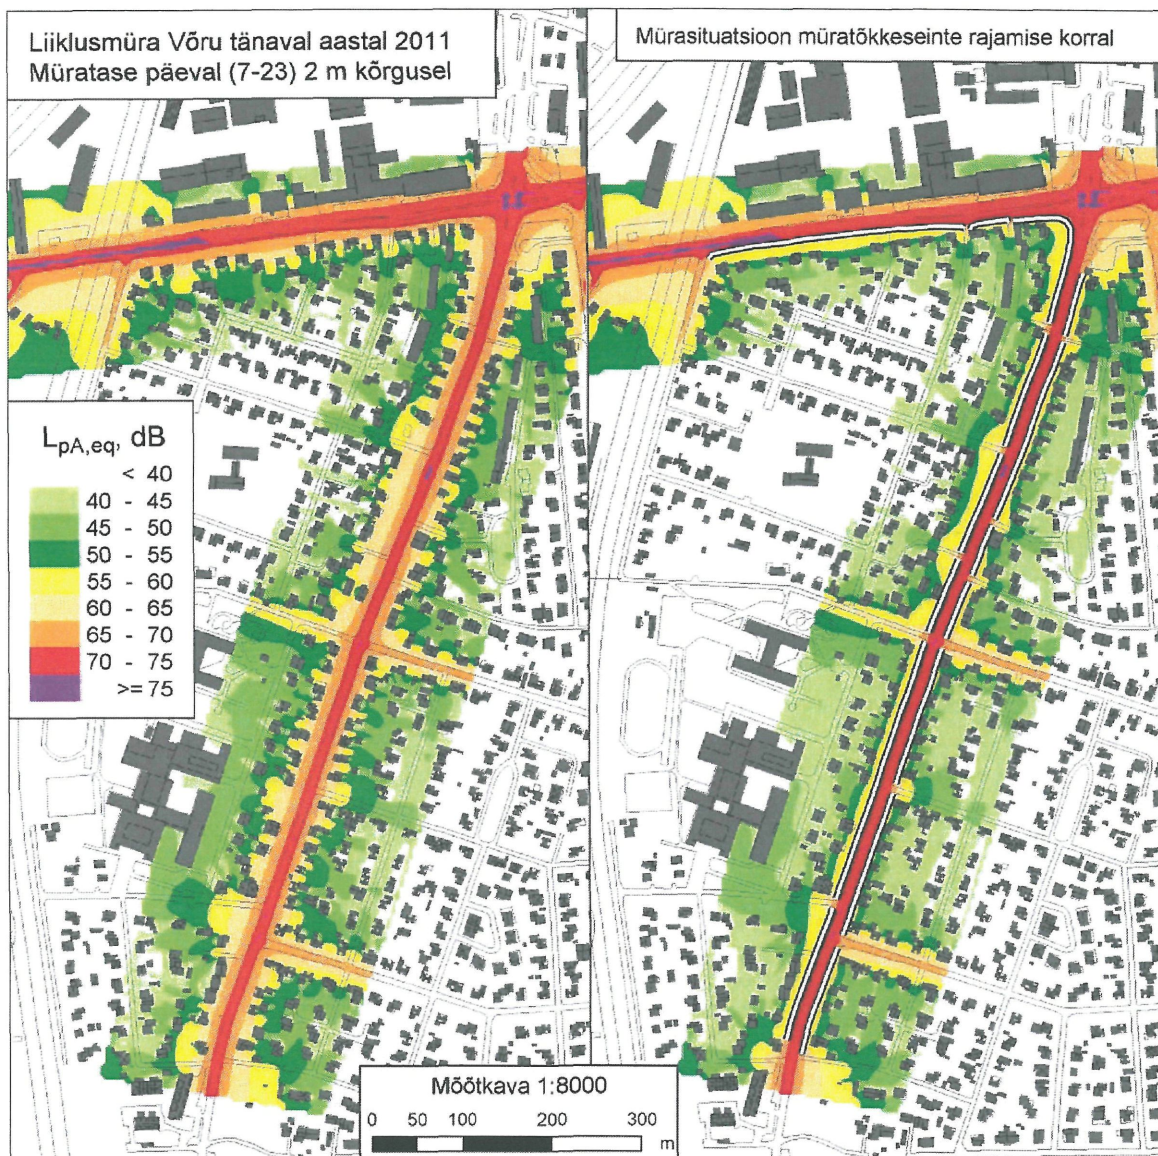 Liiklusmüra Võru tänaval aastal 2011
Müratase päeval (7-23) 2 m kõrgusel
Mürasituatsioon müratõkkeseinte rajamise korral
LpA,eq, dB
< 40
40 - 45
45 - 50
50 - 55
55 - 60
60 - 65
65 - 70
70 - 75
>= 75
Mõõtkava 1:8000
0 50 100 200 300
m